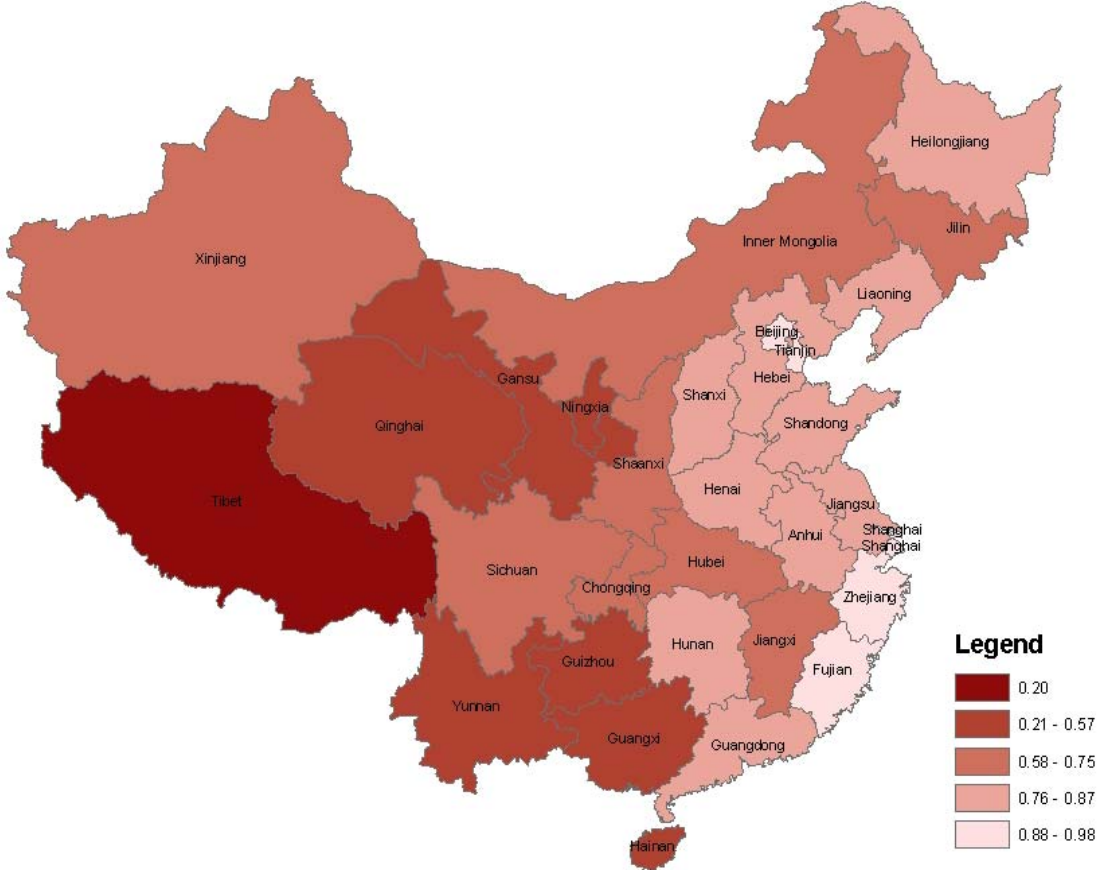 Heilongjiang
Jilin
Inner Mongolia
Xinjiang
Liaoning
Beijing
Tianjin
Hebei
Gansu
Shanxi
Ningxia
Shandong
Qinghai
Shaanxi
Henai
Tibet
Jiangsu
Anhui
Shanghai
Shanghai
Hubei
Sichuan
Chongqing
Zhejiang
Hunan
Jiangxi
Guizhou
Fujian
Yunnan
Guangxi
Guangdong
Hainan
Legend
0.20
0.21 - 0.57
0.58 - 0.75
0.76 - 0.87
0.88 - 0.98